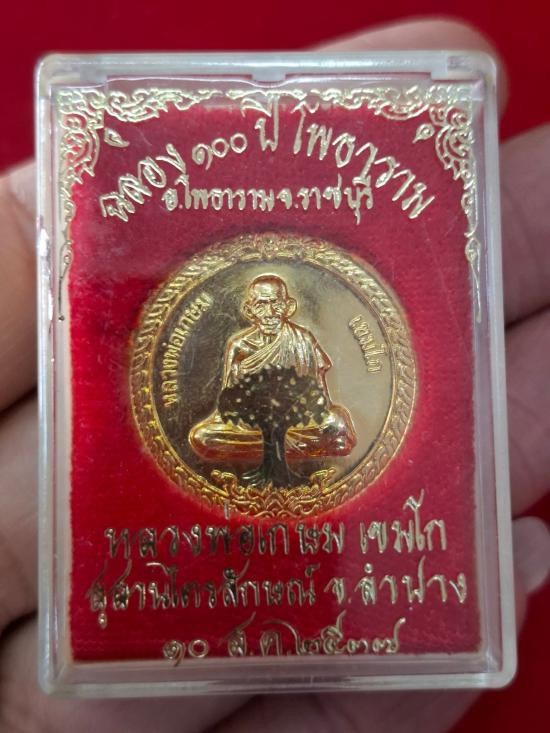 ฉลอง ๑๐๐ ปี โพธาราม
อ.โพธาราม จ.ราชบุรี
หลวงพ่อเกษม
เขมโก
หลวงพ่อเกษม เขมโก
สุสานไตรลักษณ์ จ.ลำปาง
๑๐ ส.ค.๒๕๓๗